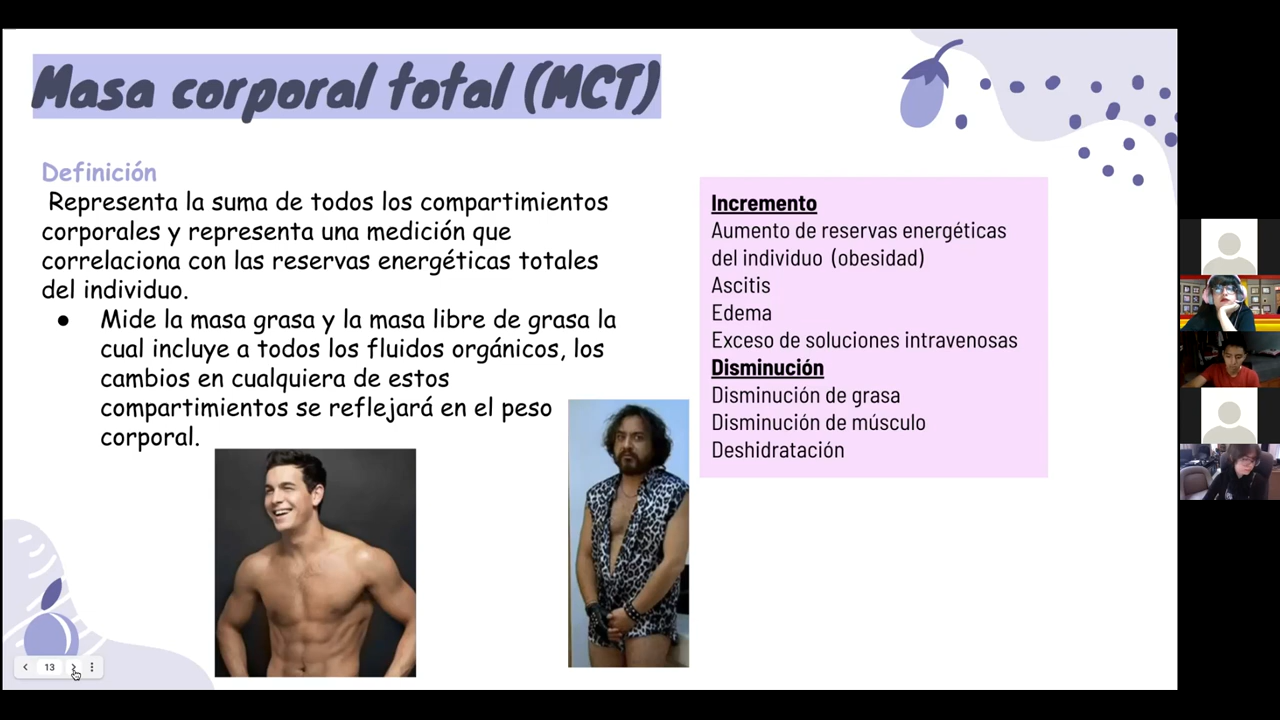 Masa corporal total (MCT)
Definición
Representa la suma de todos los compartimientos
corporales y representa una medición que
correlaciona con las reservas energéticas totales
del individuo.
● Mide la masa grasa y la masa libre de grasa la
cual incluye a todos los fluidos orgánicos, los
cambios en cualquiera de estos
compartimientos se reflejará en el peso
corporal.
Incremento
Aumento de reservas energéticas
del individuo (obesidad)
Ascitis
Edema
Exceso de soluciones intravenosas
Disminución
Disminución de grasa
Disminución de músculo
Deshidratación
13